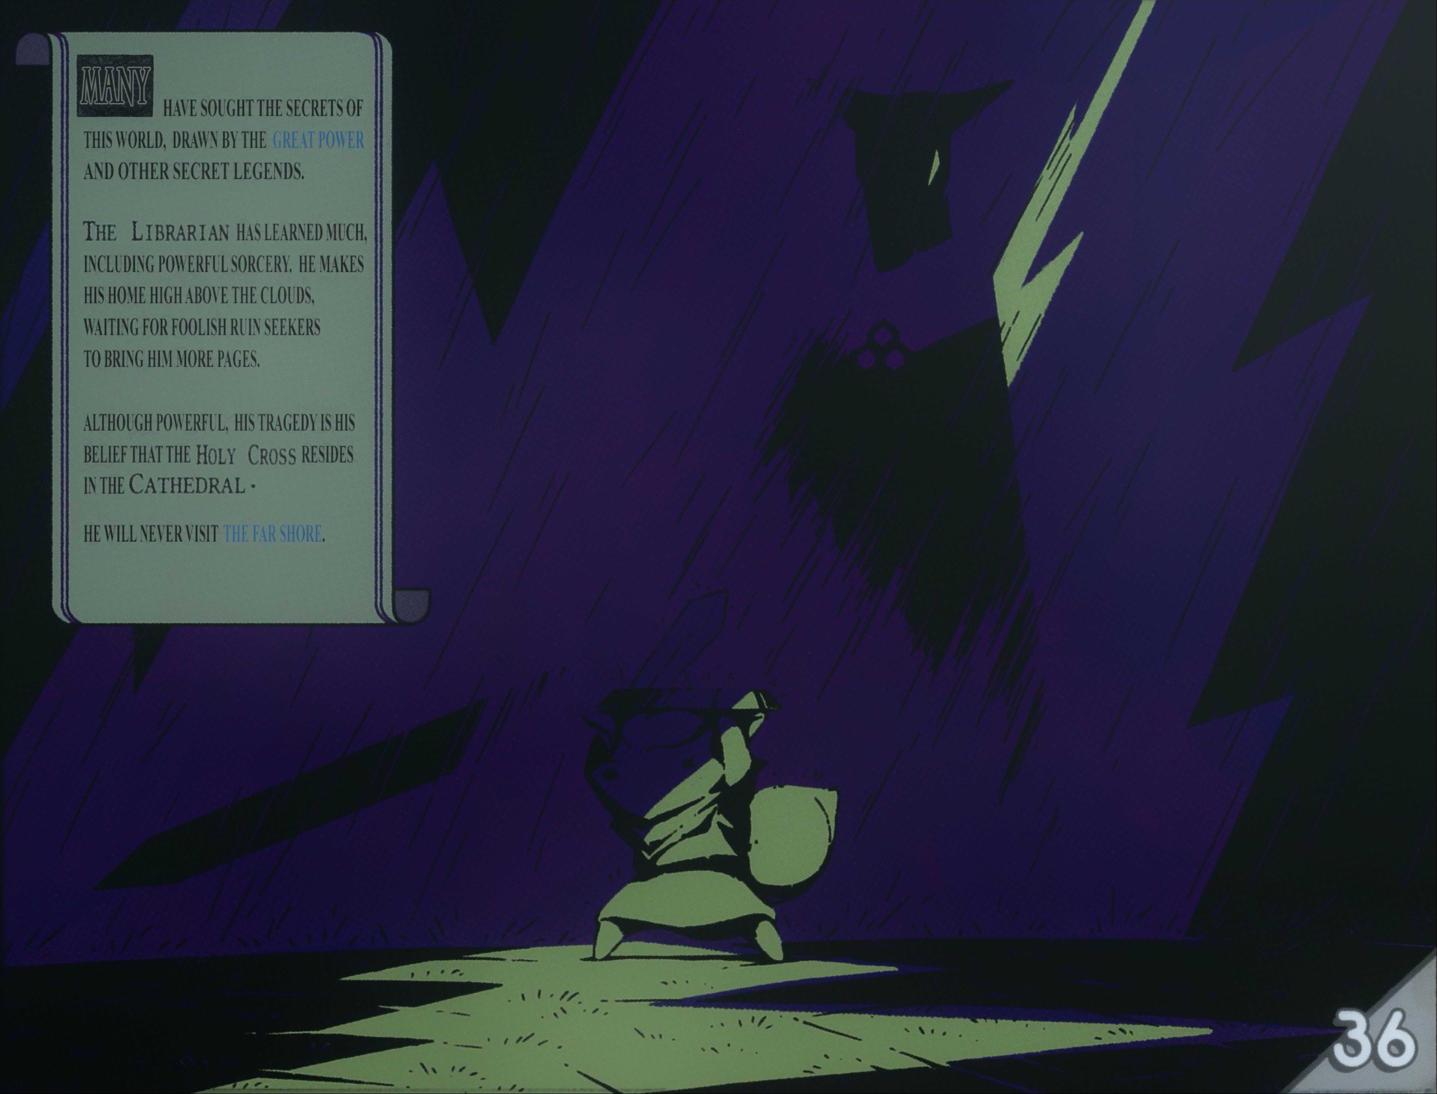 MANY HAVE SOUGHT THE SECRETS OF
THIS WORLD, DRAWN BY THE GREAT POWER
AND OTHER SECRET LEGENDS.
THE LIBRARIAN HAS LEARNED MUCH,
INCLUDING POWERFUL SORCERY. HE MAKES
HIS HOME HIGH ABOVE THE CLOUDS,
WAITING FOR FOOLISH RUIN SEEKERS
TO BRING HIM MORE PAGES.
ALTHOUGH POWERFUL, HIS TRAGEDY IS HIS
BELIEF THAT THE HOLY CROSS RESIDES
IN THE CATHEDRAL.
HE WILL NEVER VISIT THE FAR SHORE.
36